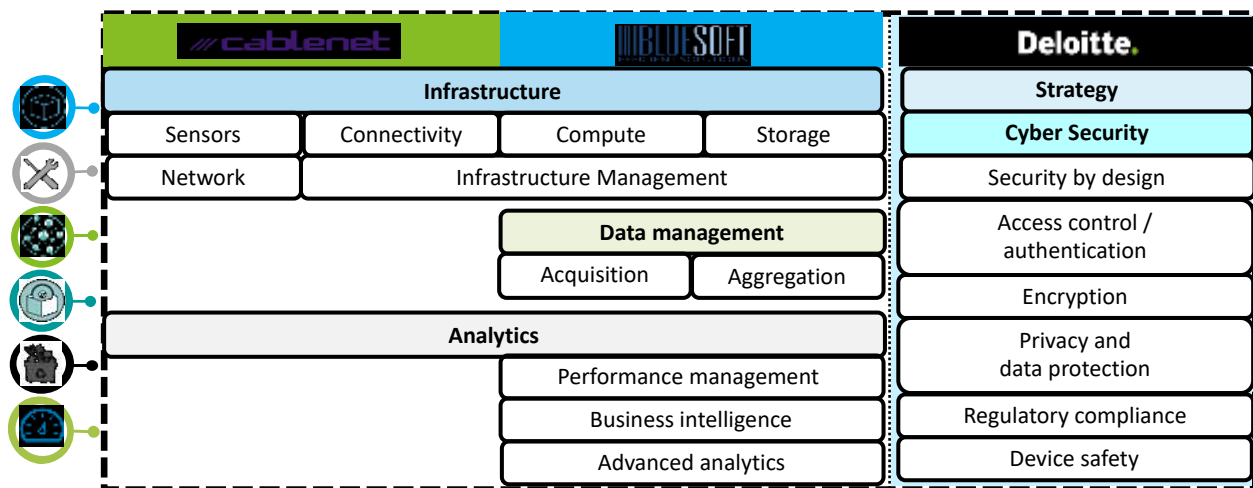 cablenet
BLUESOFT
Deloitte.
Infrastructure
Strategy
Sensors
Connectivity
Compute
Storage
Cyber Security
Network
Infrastructure Management
Security by design
Data management
Access control /
authentication
Acquisition
Aggregation
Encryption
Analytics
Privacy and
data protection
Performance management
Business intelligence
Regulatory compliance
Advanced analytics
Device safety